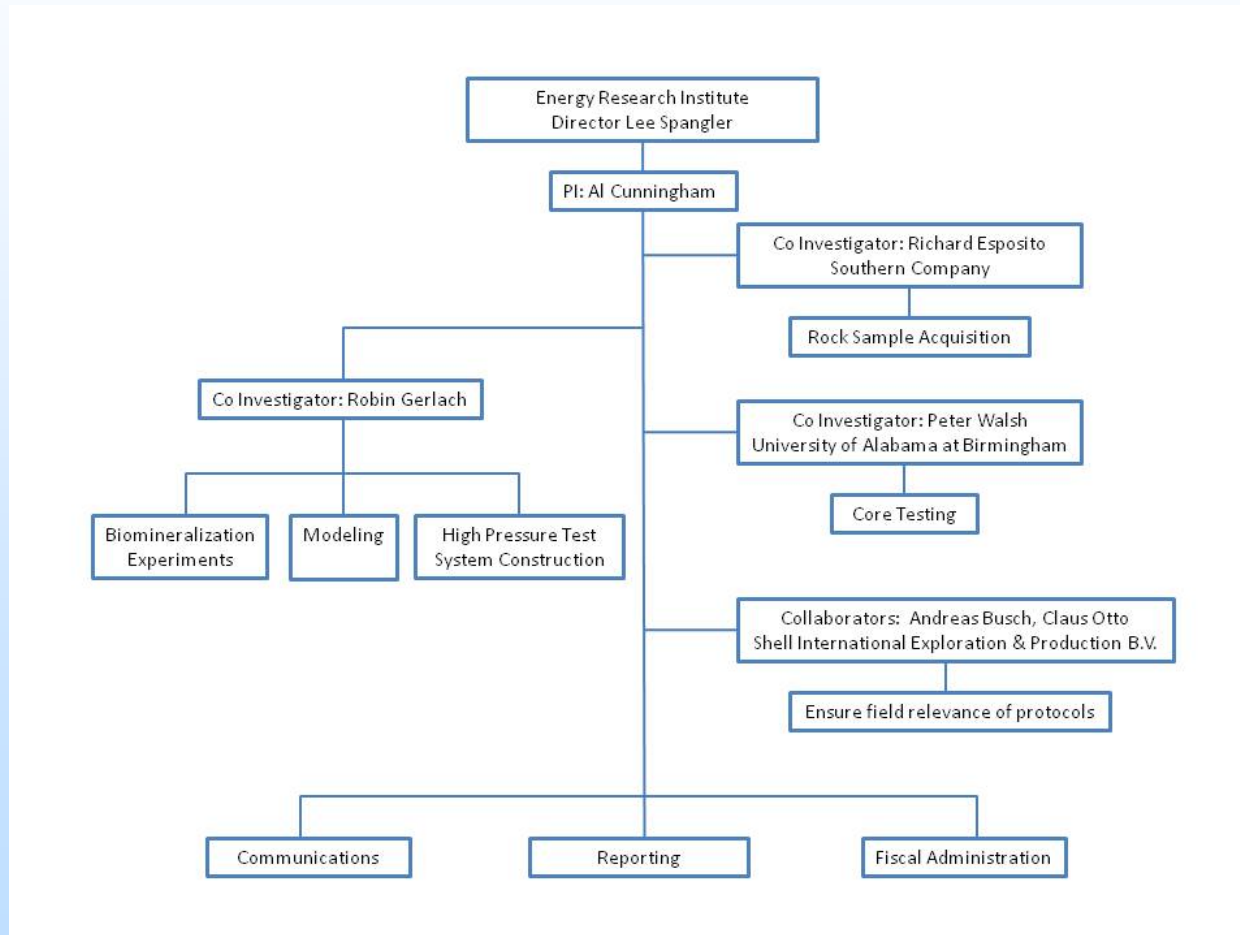 Energy Research Institute
Director Lee Spangler
PI: Al Cunningham
Co Investigator: Richard Esposito
Southern Company
Rock Sample Acquisition
Co Investigator: Robin Gerlach
Biomineralization
Experiments
Modeling
High Pressure Test
System Construction
Co Investigator: Peter Walsh
University of Alabama at Birmingham
Core Testing
Collaborators:  Andreas Busch, Claus Otto
Shell International Exploration & Production B.V.
Ensure field relevance of protocols
Communications
Reporting
Fiscal Administration